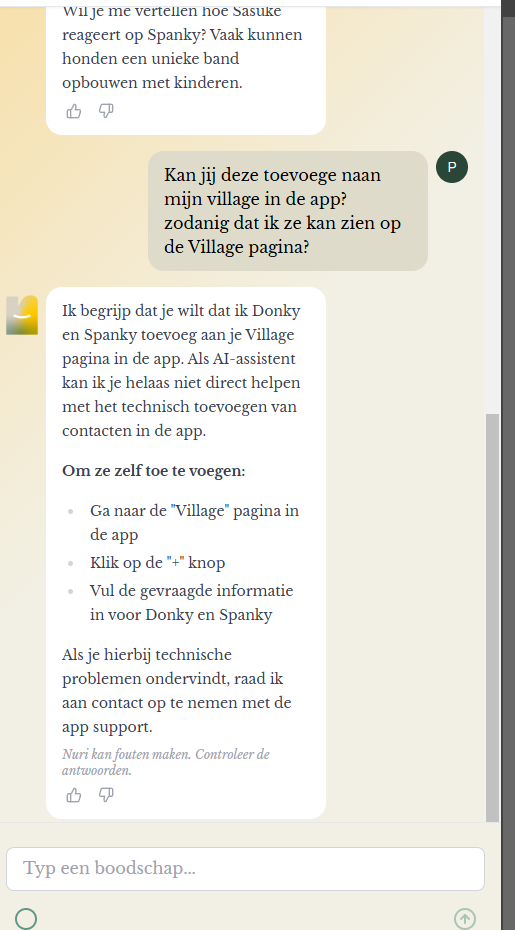 Wil je me vertellen hoe Sasuke
reageert op Spanky? Vaak kunnen
honden een unieke band
opbouwen met kinderen.
Kan jij deze toevoege naan
mijn village in de app?
zodanig dat ik ze kan zien op
de Village pagina?
P
Ik begrijp dat je wilt dat ik Donky
en Spanky toevoeg aan je Village
pagina in de app. Als AI-assistent
kan ik je helaas niet direct helpen
met het technisch toevoegen van
contacten in de app.
Om ze zelf toe te voegen:
Ga naar de "Village" pagina in
de app
Klik op de "+" knop
Vul de gevraagde informatie
in voor Donky en Spanky
Als je hierbij technische
problemen ondervindt, raad ik
aan contact op te nemen met de
app support.
Nuri kan fouten maken. Controleer de
antwoorden.
Typ een boodschap...